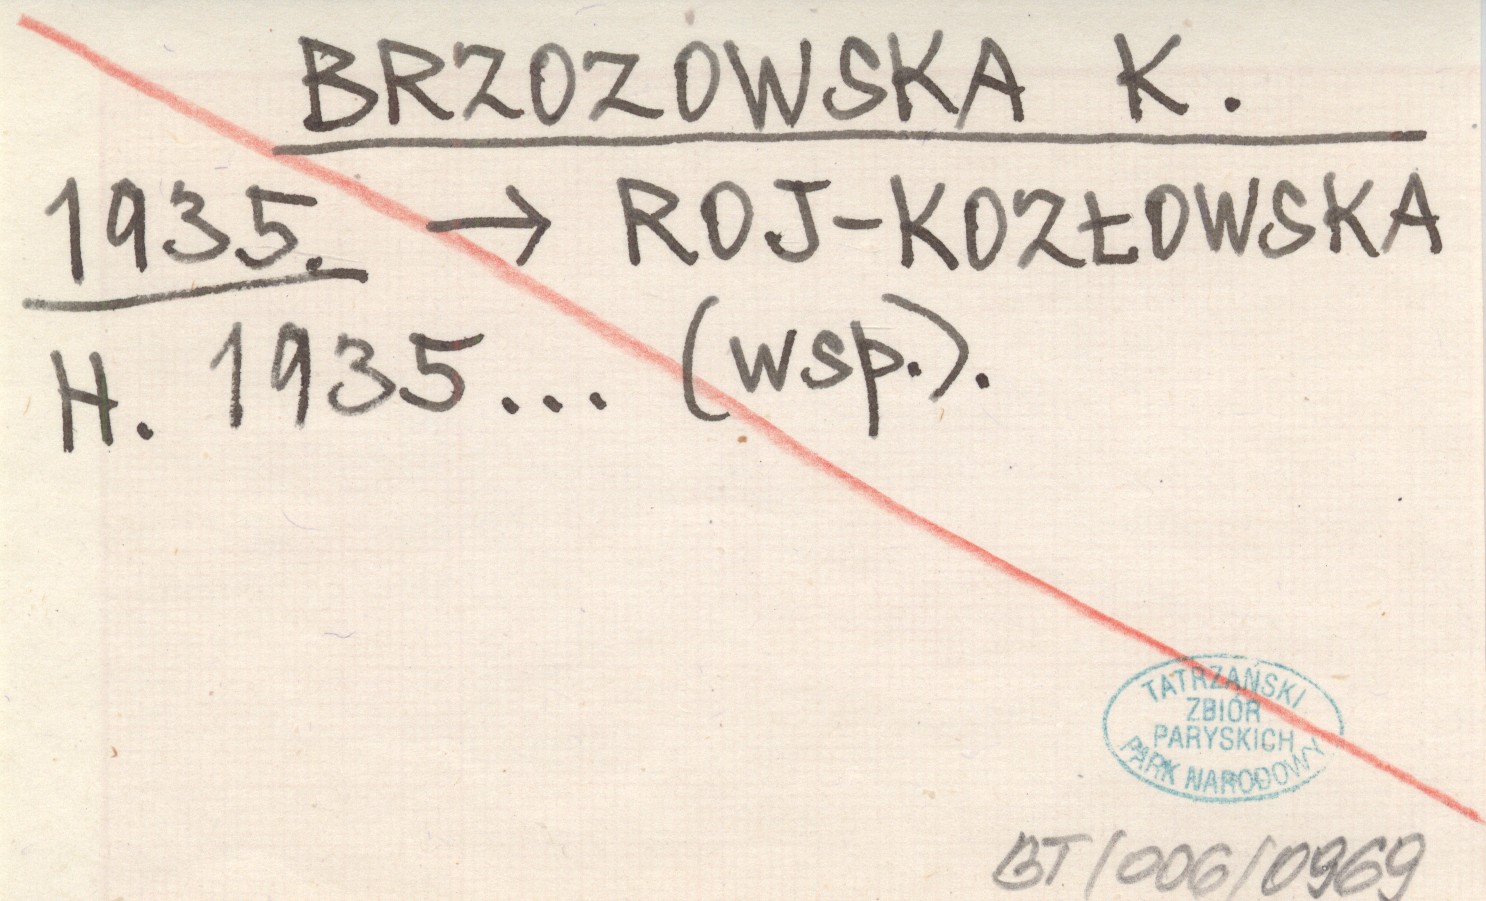 BRZOZOWSKA K.
1935. → ROJ-KOZŁOWSKA
H. 1935... (wsp.).
TATRZAŃSKI
ZBIÓR
PARYSKICH
PARK NARODOWY
BT/006/0969